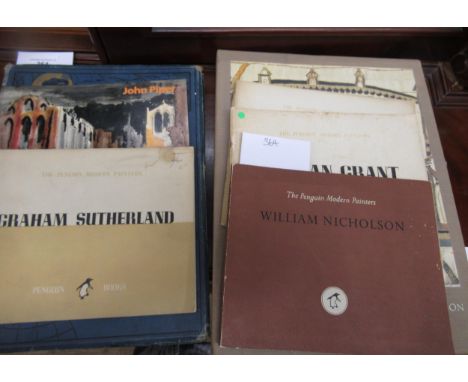 John Piper
THE PENGUIN MODERN PAINTERS
GRAHAM SUTHERLAND
PENGUIN BOOKS
364
THE PENGUIN MODERN PAINTERS
AN GRANT
The Penguin Modern Painters
WILLIAM NICHOLSON
ON